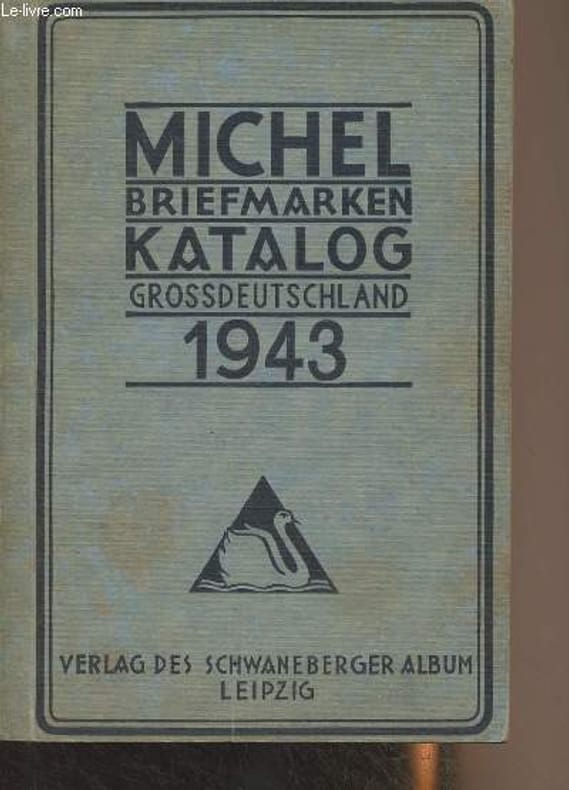 Le-livre.com
MICHEL
BRIEFMARKEN
KATALOG
GROSSDEUTSCHLAND
1943
VERLAG DES SCHWANEBERGER ALBUM
LEIPZIG